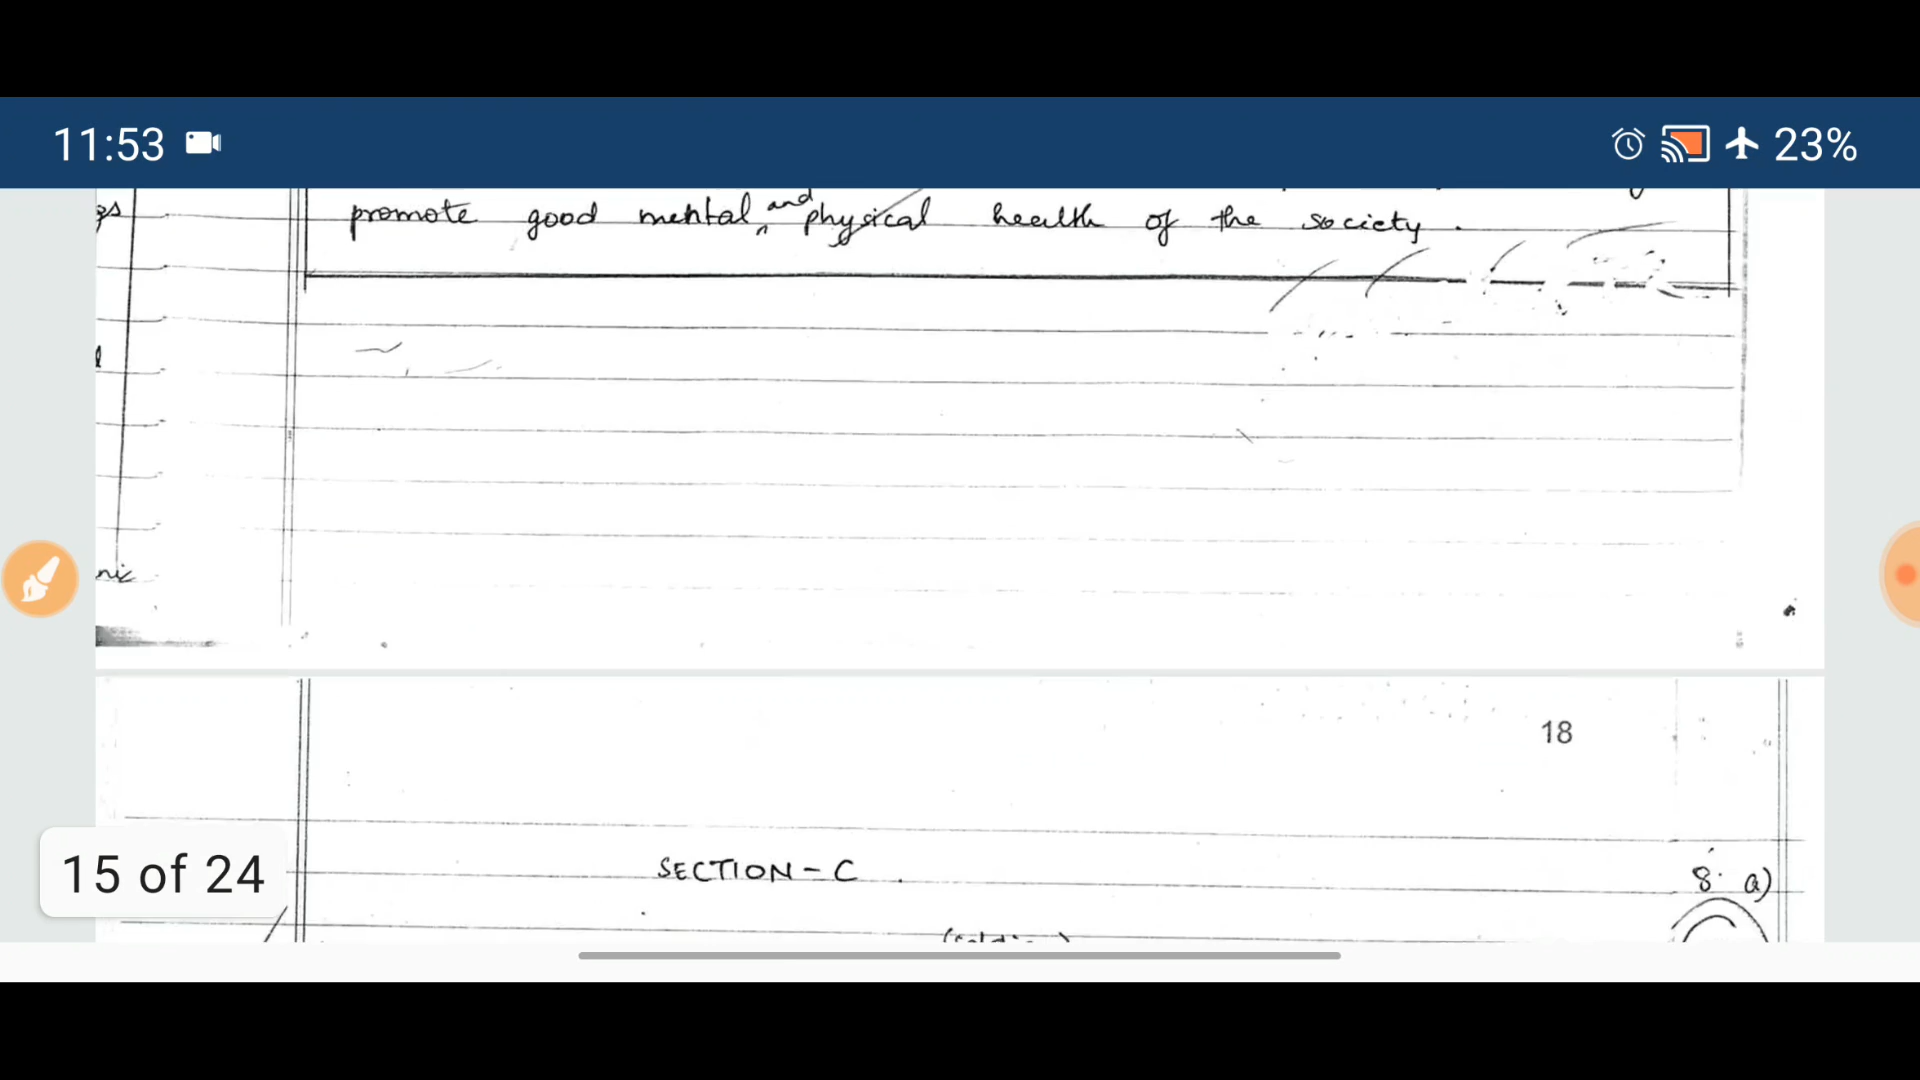 11:53 23%
gs
promote good mental and physical health of the society .
nic
18
SECTION - C .
8. a)
15 of 24